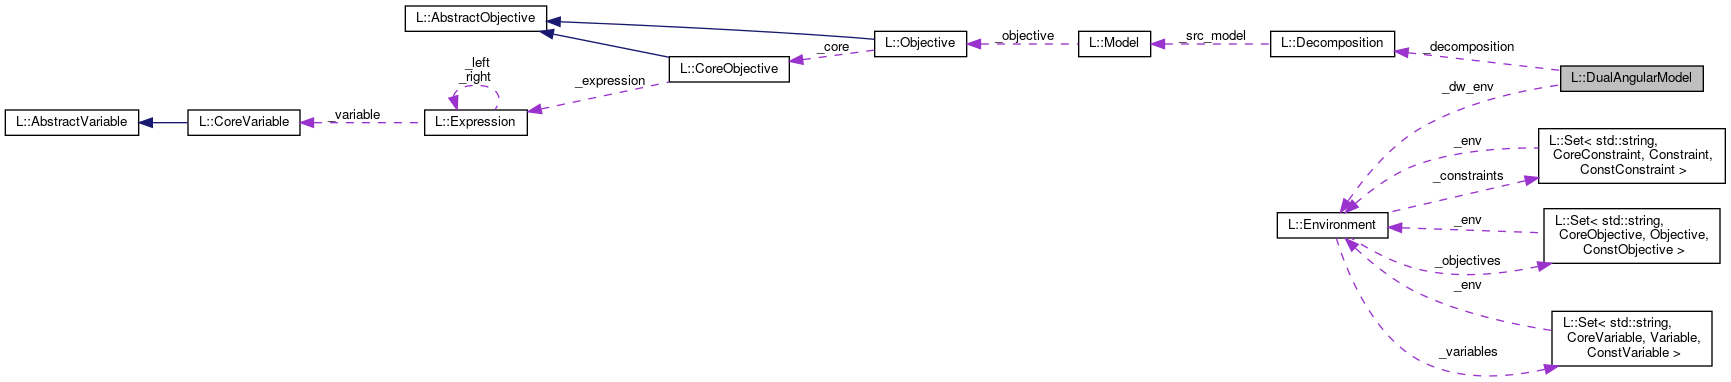 L::AbstractObjective
L::Objective
_objective
L::Model
_src_model
L::Decomposition
_decomposition
L::DualAngularModel
_core
L::CoreObjective
_expression
_left
_right
L::Expression
_variable
L::CoreVariable
L::AbstractVariable
_dw_env
L::Set< std::string,
CoreConstraint, Constraint,
ConstConstraint >
_env
_constraints
L::Environment
L::Set< std::string,
CoreObjective, Objective,
ConstObjective >
_env
_objectives
_env
L::Set< std::string,
CoreVariable, Variable,
ConstVariable >
_variables